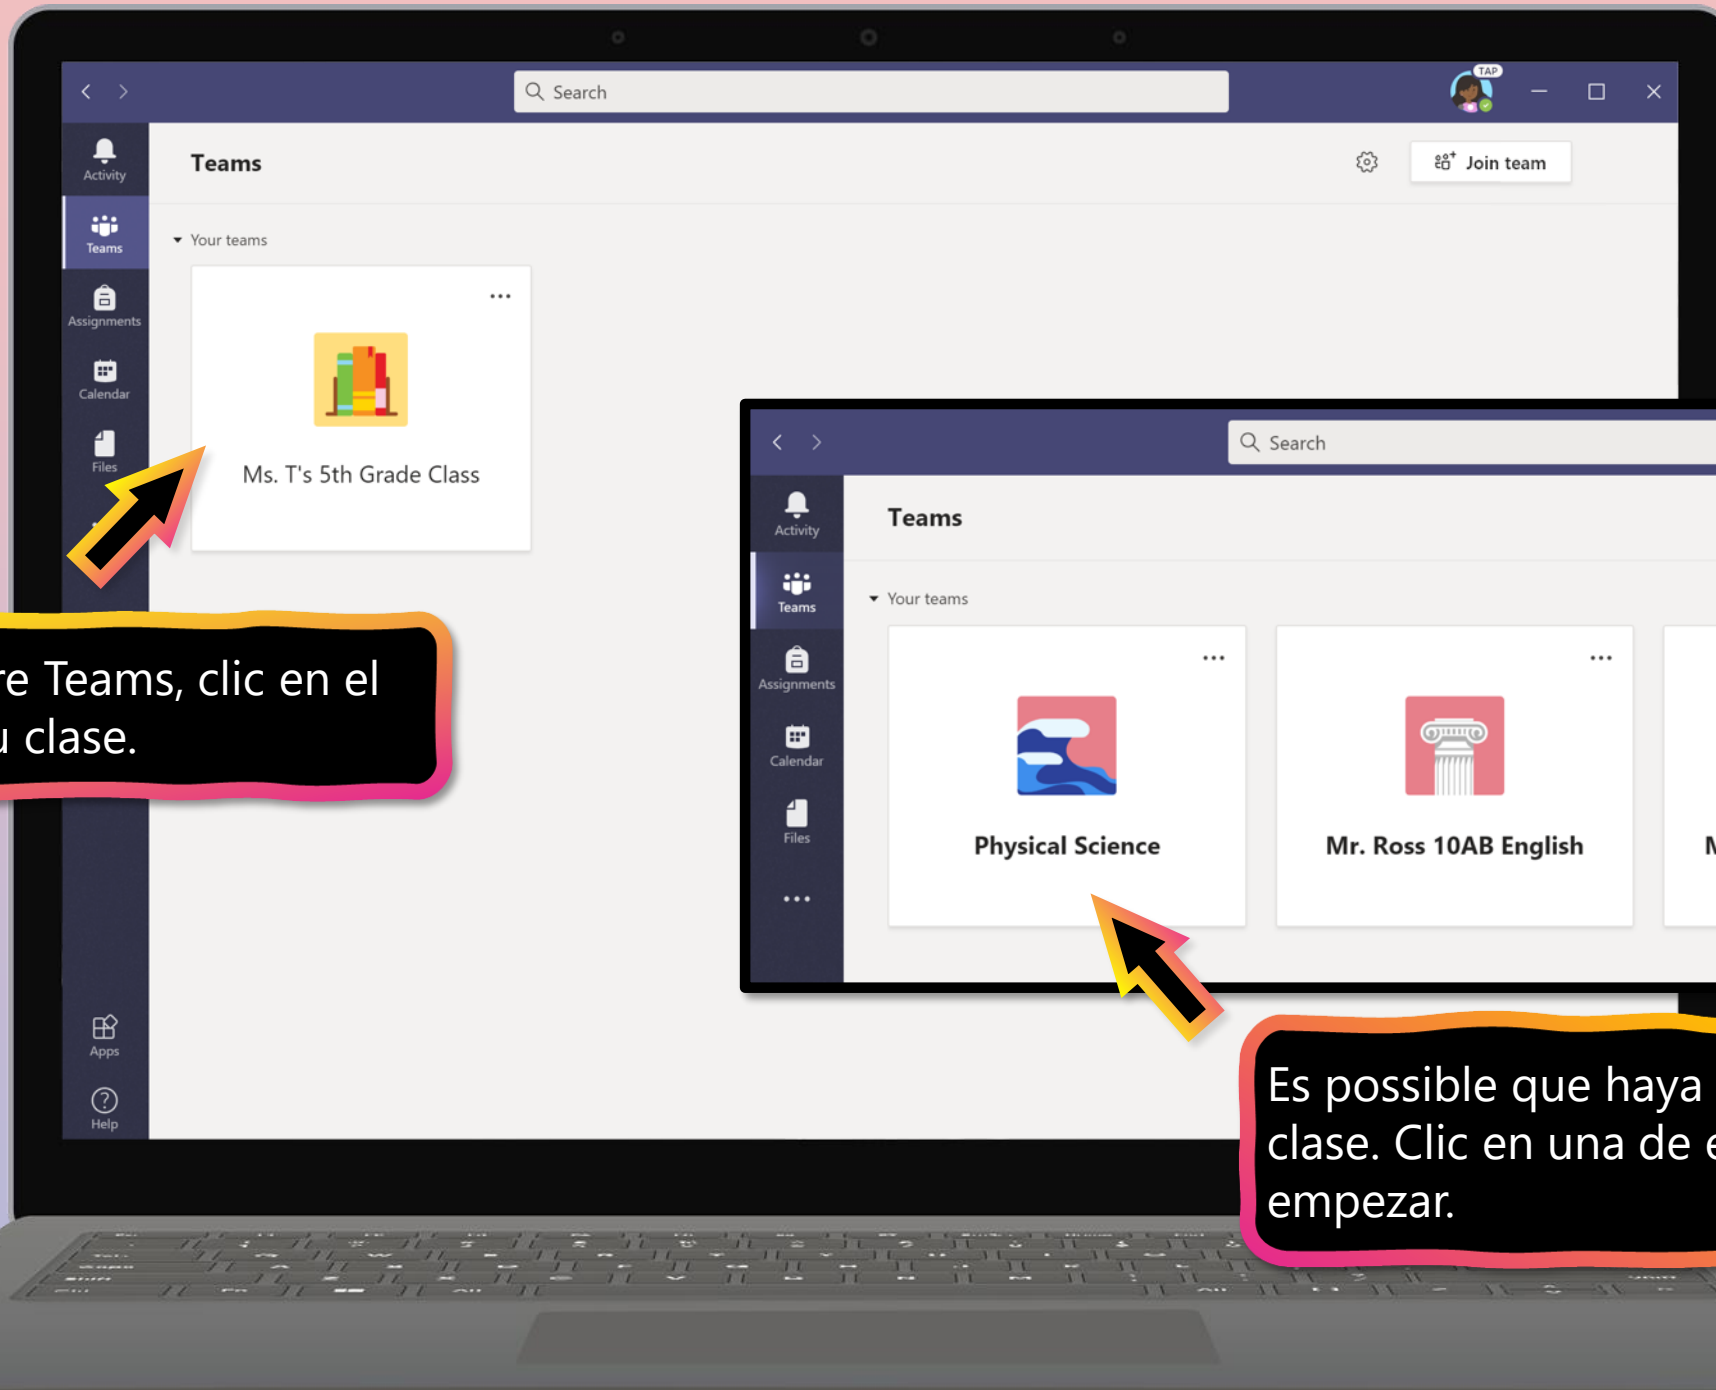 Search
TAP
Activity
Teams
Join team
Teams
Your teams
Assignments
Calendar
Files
Ms. T's 5th Grade Class
re Teams, clic en el
u clase.
Apps
Help
Search
Activity
Teams
Teams
Your teams
Assignments
Calendar
Files
Physical Science
Mr. Ross 10AB English
M
Es possible que haya
clase. Clic en una de e
empezar.